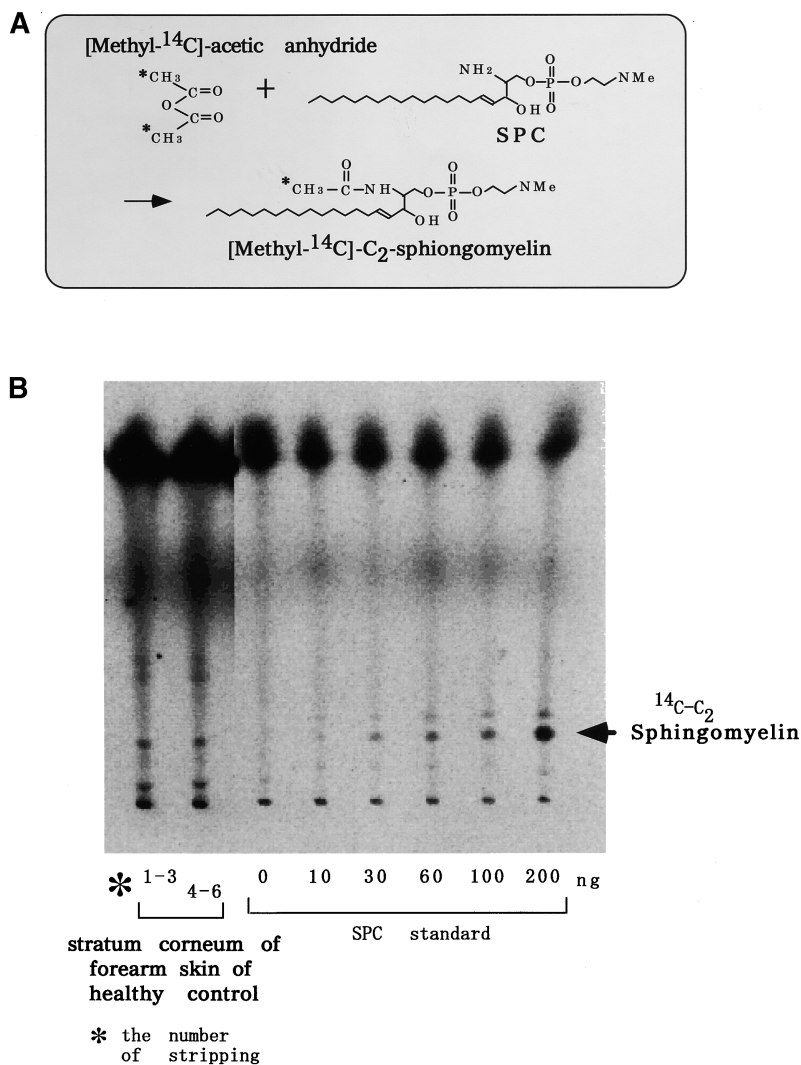 A
[Methyl-14C]-acetic anhydride
*CH3
C=O
O
C=O
*CH3
+
NH2
O
O-P-O
NMe
O
OH
SPC
O
*CH3-C-NH
O
O-P-O
NMe
O
OH
[Methyl-14C]-C2-sphiongomyelin
B
14C-C2
Sphingomyelin
* 1-3 4-6 0 10 30 60 100 200 ng
SPC standard
stratum corneum of
forearm skin of
healthy control
* the number
of stripping